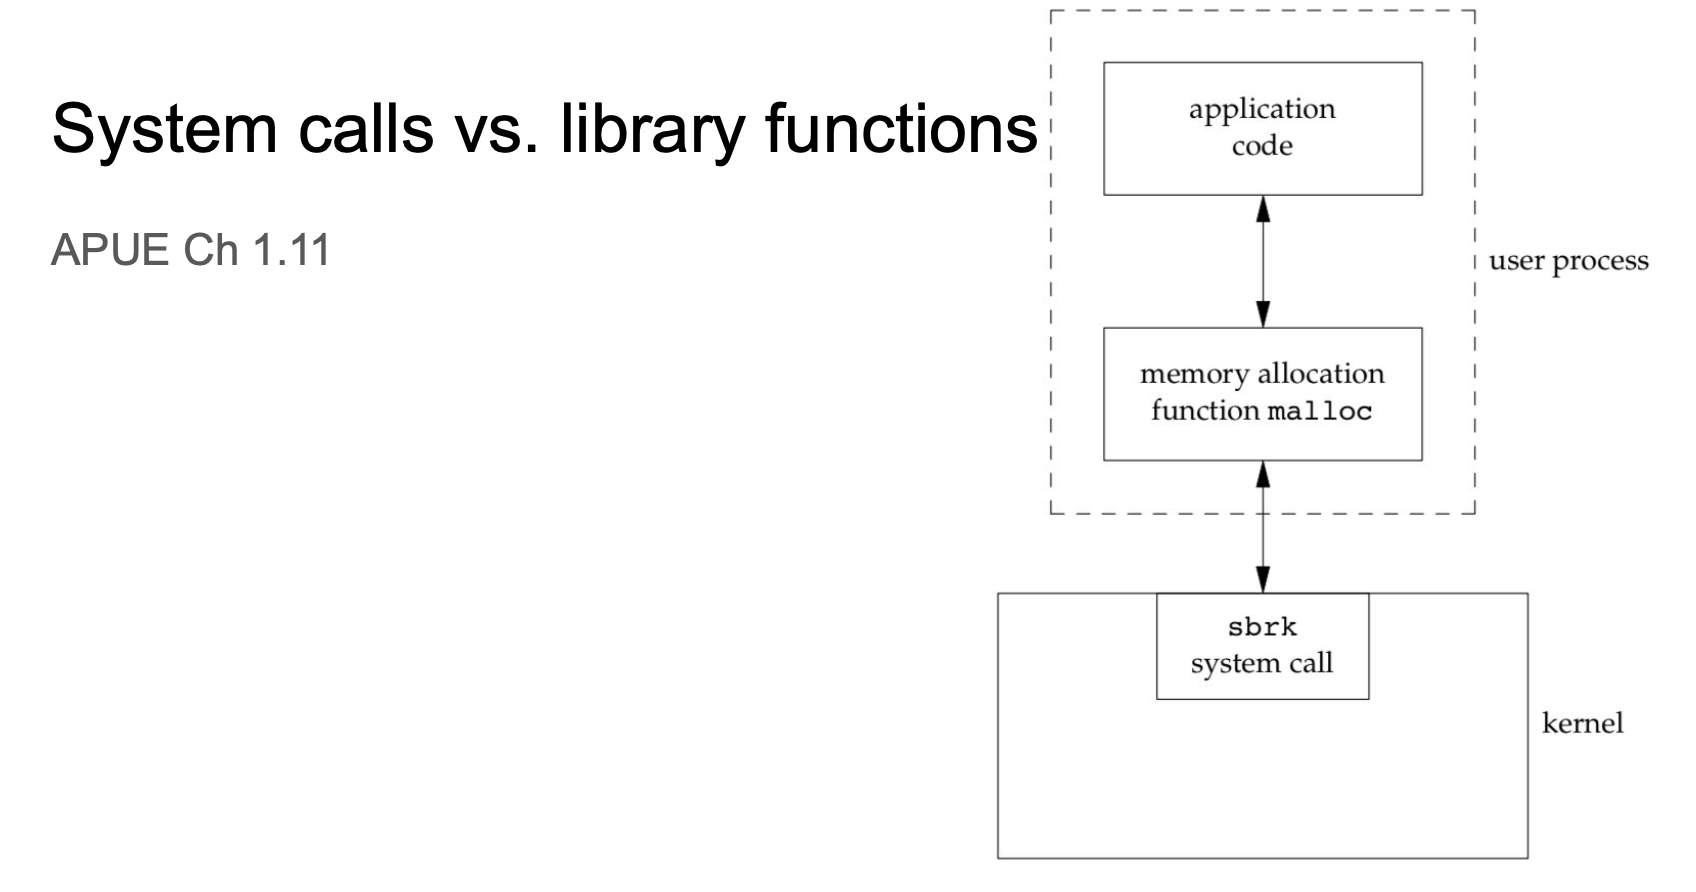 System calls vs. library functions
APUE Ch 1.11
application
code
user process
memory allocation
function malloc
sbrk
system call
kernel